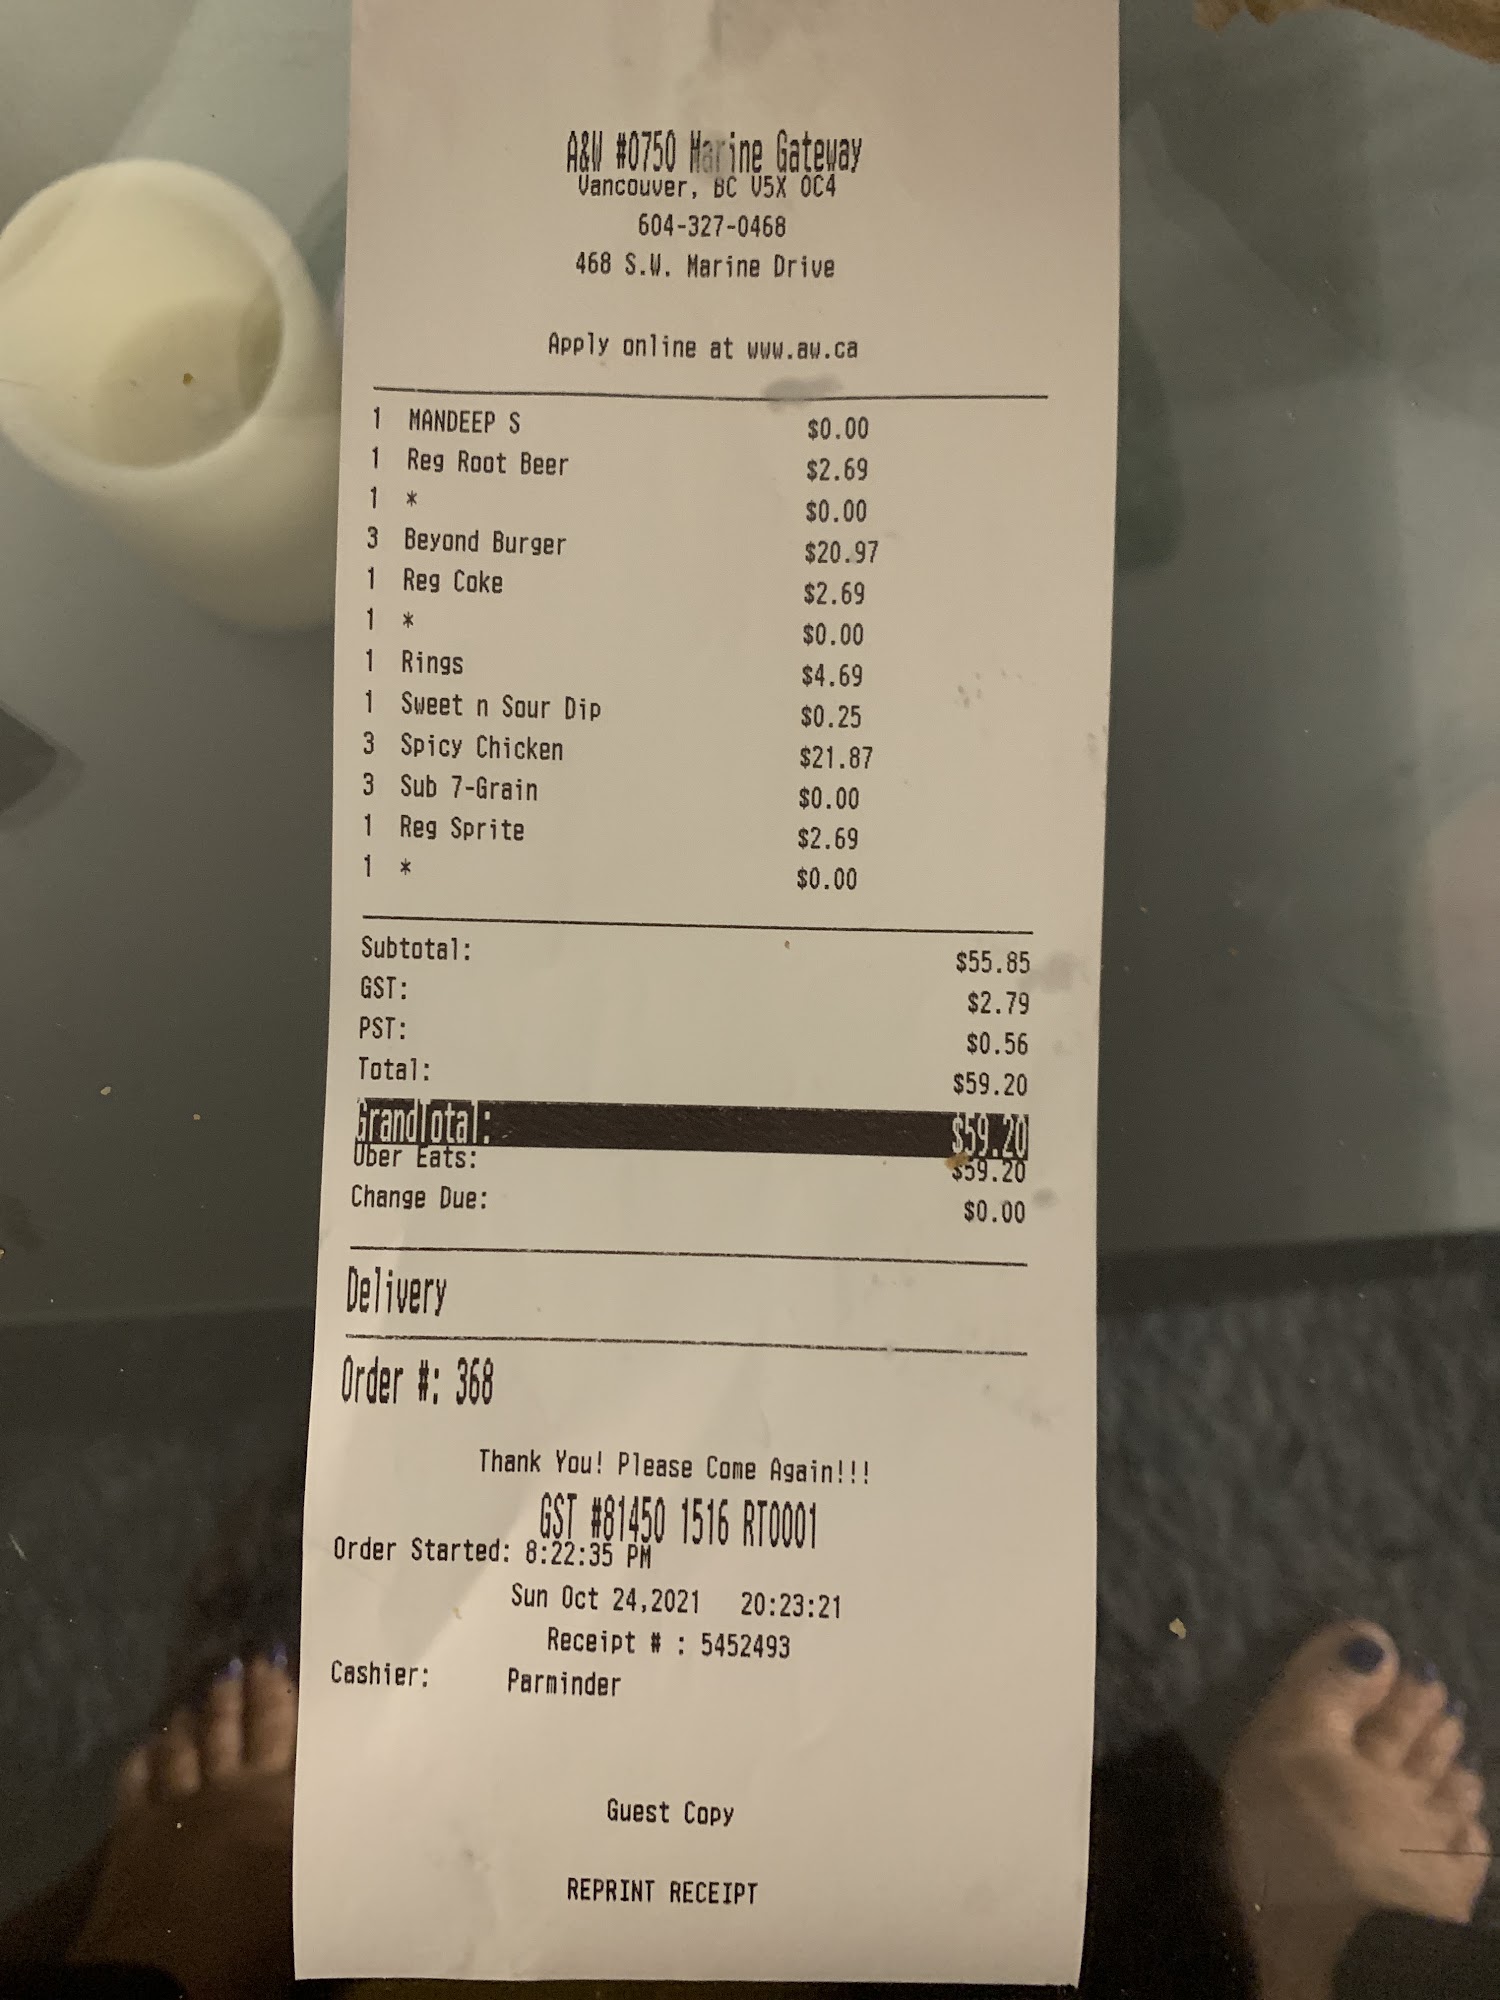 A&W #0750 Marine Gateway
Vancouver, BC V5X 0C4
604-327-0468
468 S.W. Marine Drive
Apply online at www.aw.ca
1 MANDEEP S $0.00
1 Reg Root Beer $2.69
1 * $0.00
3 Beyond Burger $20.97
1 Reg Coke $2.69
1 * $0.00
1 Rings $4.69
1 Sweet n Sour Dip $0.25
3 Spicy Chicken $21.87
3 Sub 7-Grain $0.00
1 Reg Sprite $2.69
1 * $0.00
Subtotal: $55.85
GST: $2.79
PST: $0.56
Total: $59.20
GrandTotal: $59.20
Uber Eats: $59.20
Change Due: $0.00
Delivery
Order #: 368
Thank You! Please Come Again!!!
GST #81450 1516 RT0001
Order Started: 8:22:35 PM
Sun Oct 24,2021 20:23:21
Receipt # : 5452493
Cashier: Parminder
Guest Copy
REPRINT RECEIPT